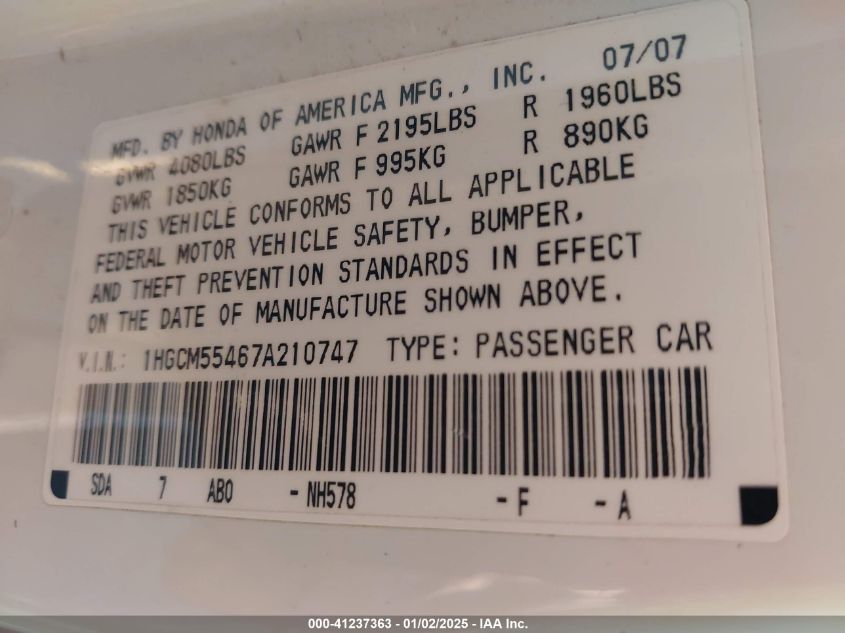 07/07
MFD. BY HONDA OF AMERICA MFG., INC.
GVWR 4080LBS GAWR F 2195LBS R 1960LBS
GVWR 1850KG GAWR F 995KG R 890KG
THIS VEHICLE CONFORMS TO ALL APPLICABLE
FEDERAL MOTOR VEHICLE SAFETY, BUMPER,
AND THEFT PREVENTION STANDARDS IN EFFECT
ON THE DATE OF MANUFACTURE SHOWN ABOVE.
V.I.N.: 1HGCM55467A210747 TYPE: PASSENGER CAR
SDA 7 AB0 - NH578 - F - A
000-41237363 - 01/02/2025 - IAA Inc.